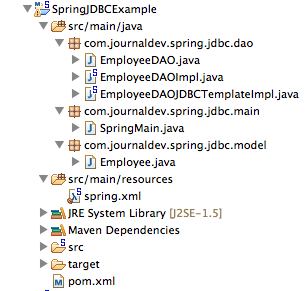 SpringJDBCExample
src/main/java
com.journaldev.spring.jdbc.dao
EmployeeDAO.java
EmployeeDAOImpl.java
EmployeeDAOJDBCTemplateImpl.java
com.journaldev.spring.jdbc.main
SpringMain.java
com.journaldev.spring.jdbc.model
Employee.java
src/main/resources
spring.xml
JRE System Library [J2SE-1.5]
Maven Dependencies
src
target
pom.xml